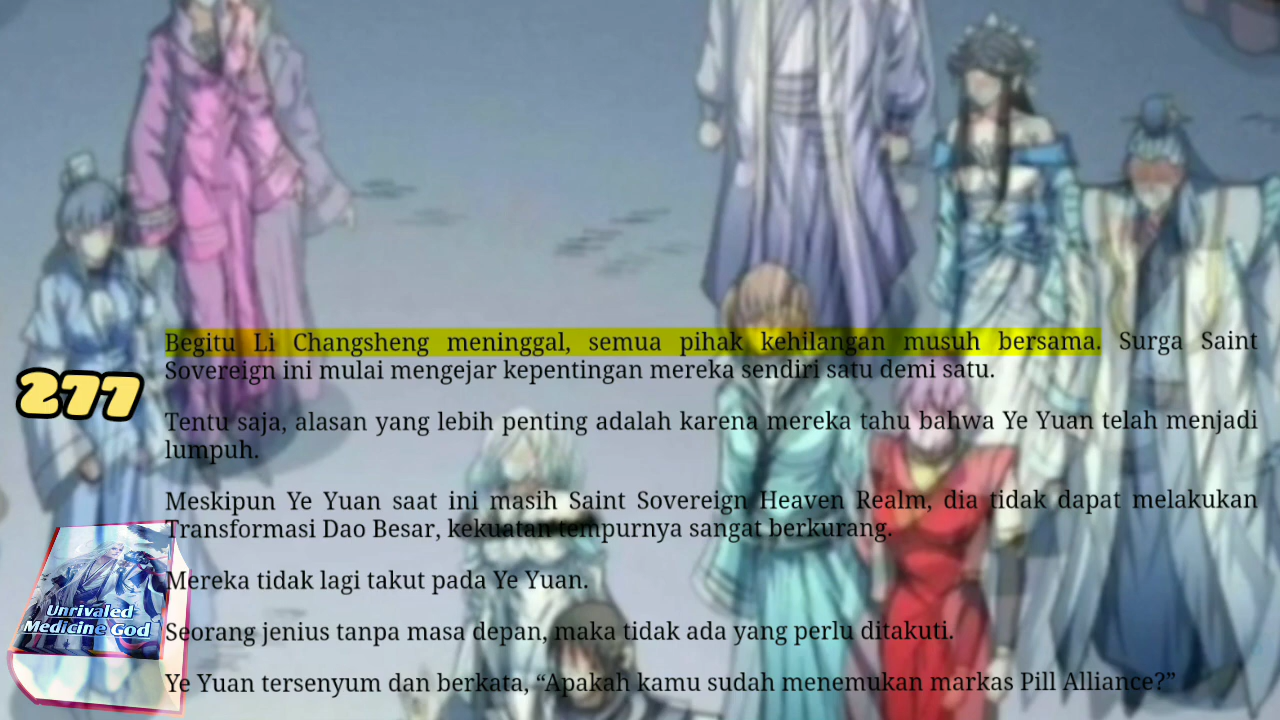 Begitu Li Changsheng meninggal, semua pihak kehilangan musuh bersama. Surga Saint
Sovereign ini mulai mengejar kepentingan mereka sendiri satu demi satu.
277
Tentu saja, alasan yang lebih penting adalah karena mereka tahu bahwa Ye Yuan telah menjadi
lumpuh.
Meskipun Ye Yuan saat ini masih Saint Sovereign Heaven Realm, dia tidak dapat melakukan
Transformasi Dao Besar, kekuatan tempurnya sangat berkurang.
Mereka tidak lagi takut pada Ye Yuan.
Unrivaled
Medicine God
Seorang jenius tanpa masa depan, maka tidak ada yang perlu ditakuti.
Ye Yuan tersenyum dan berkata, “Apakah kamu sudah menemukan markas Pill Alliance?”